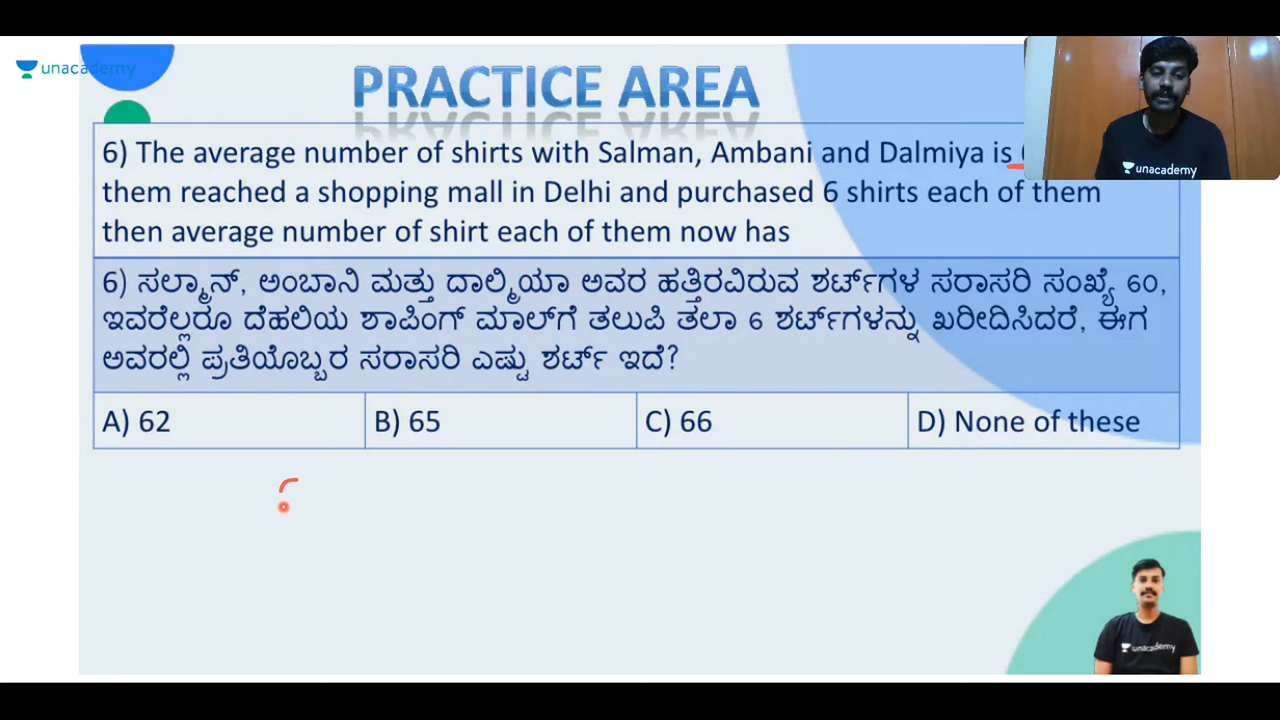 unacademy
PRACTICE AREA
6) The average number of shirts with Salman, Ambani and Dalmiya is
them reached a shopping mall in Delhi and purchased 6 shirts each of them
then average number of shirt each of them now has
6) ಸಲ್ಮಾನ್, ಅಂಬಾನಿ ಮತ್ತು ದಾಲ್ಮಿಯಾ ಅವರ ಹತ್ತಿರವಿರುವ ಶರ್ಟ್‌ಗಳ ಸರಾಸರಿ ಸಂಖ್ಯೆ 60,
ಇವರೆಲ್ಲರೂ ದೆಹಲಿಯ ಶಾಪಿಂಗ್ ಮಾಲ್‌ಗೆ ತಲುಪಿ ತಲಾ 6 ಶರ್ಟ್‌ಗಳನ್ನು ಖರೀದಿಸಿದರೆ, ಈಗ
ಅವರಲ್ಲಿ ಪ್ರತಿಯೊಬ್ಬರ ಸರಾಸರಿ ಎಷ್ಟು ಶರ್ಟ್ ಇದೆ?
A) 62
B) 65
C) 66
D) None of these
unacademy
unacademy